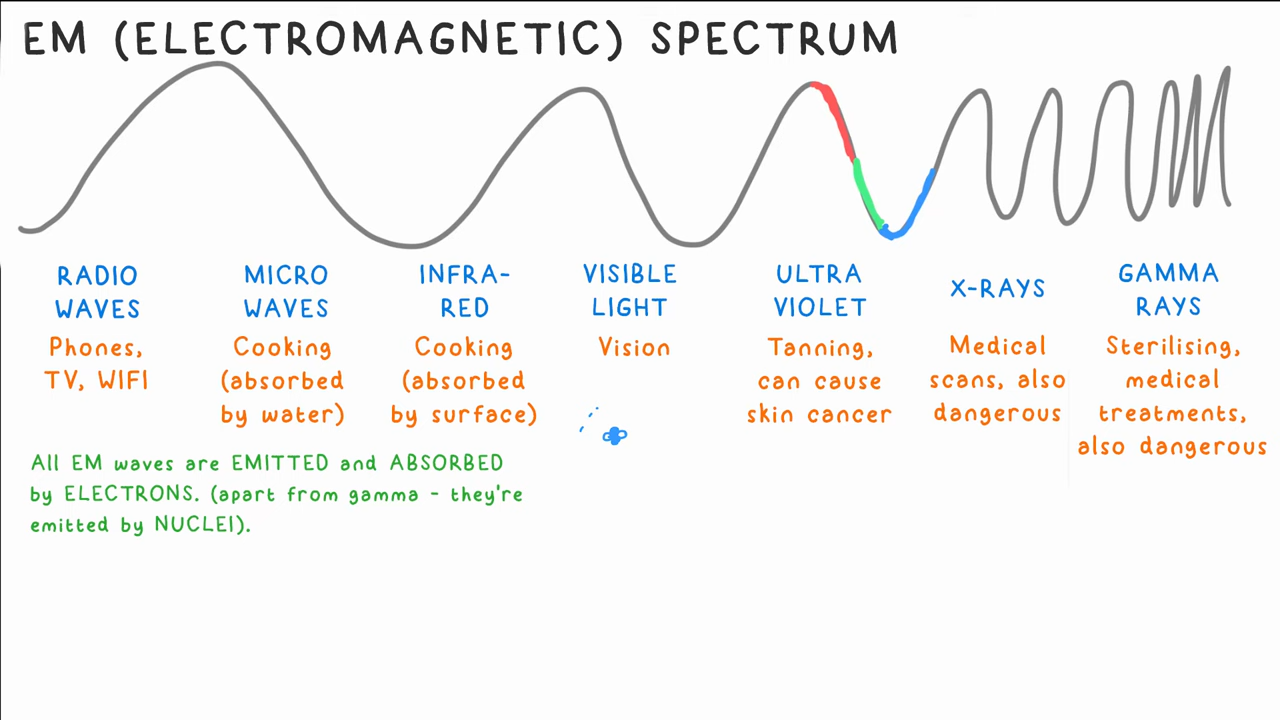 EM (ELECTROMAGNETIC) SPECTRUM
RADIO
WAVES
Phones,
TV, WIFI
MICRO
WAVES
Cooking
(absorbed
by water)
INFRA-
RED
Cooking
(absorbed
by surface)
VISIBLE
LIGHT
Vision
ULTRA
VIOLET
Tanning,
can cause
skin cancer
X-RAYS
Medical
scans, also
dangerous
GAMMA
RAYS
Sterilising,
medical
treatments,
also dangerous
All EM waves are EMITTED and ABSORBED
by ELECTRONS. (apart from gamma - they're
emitted by NUCLEI).